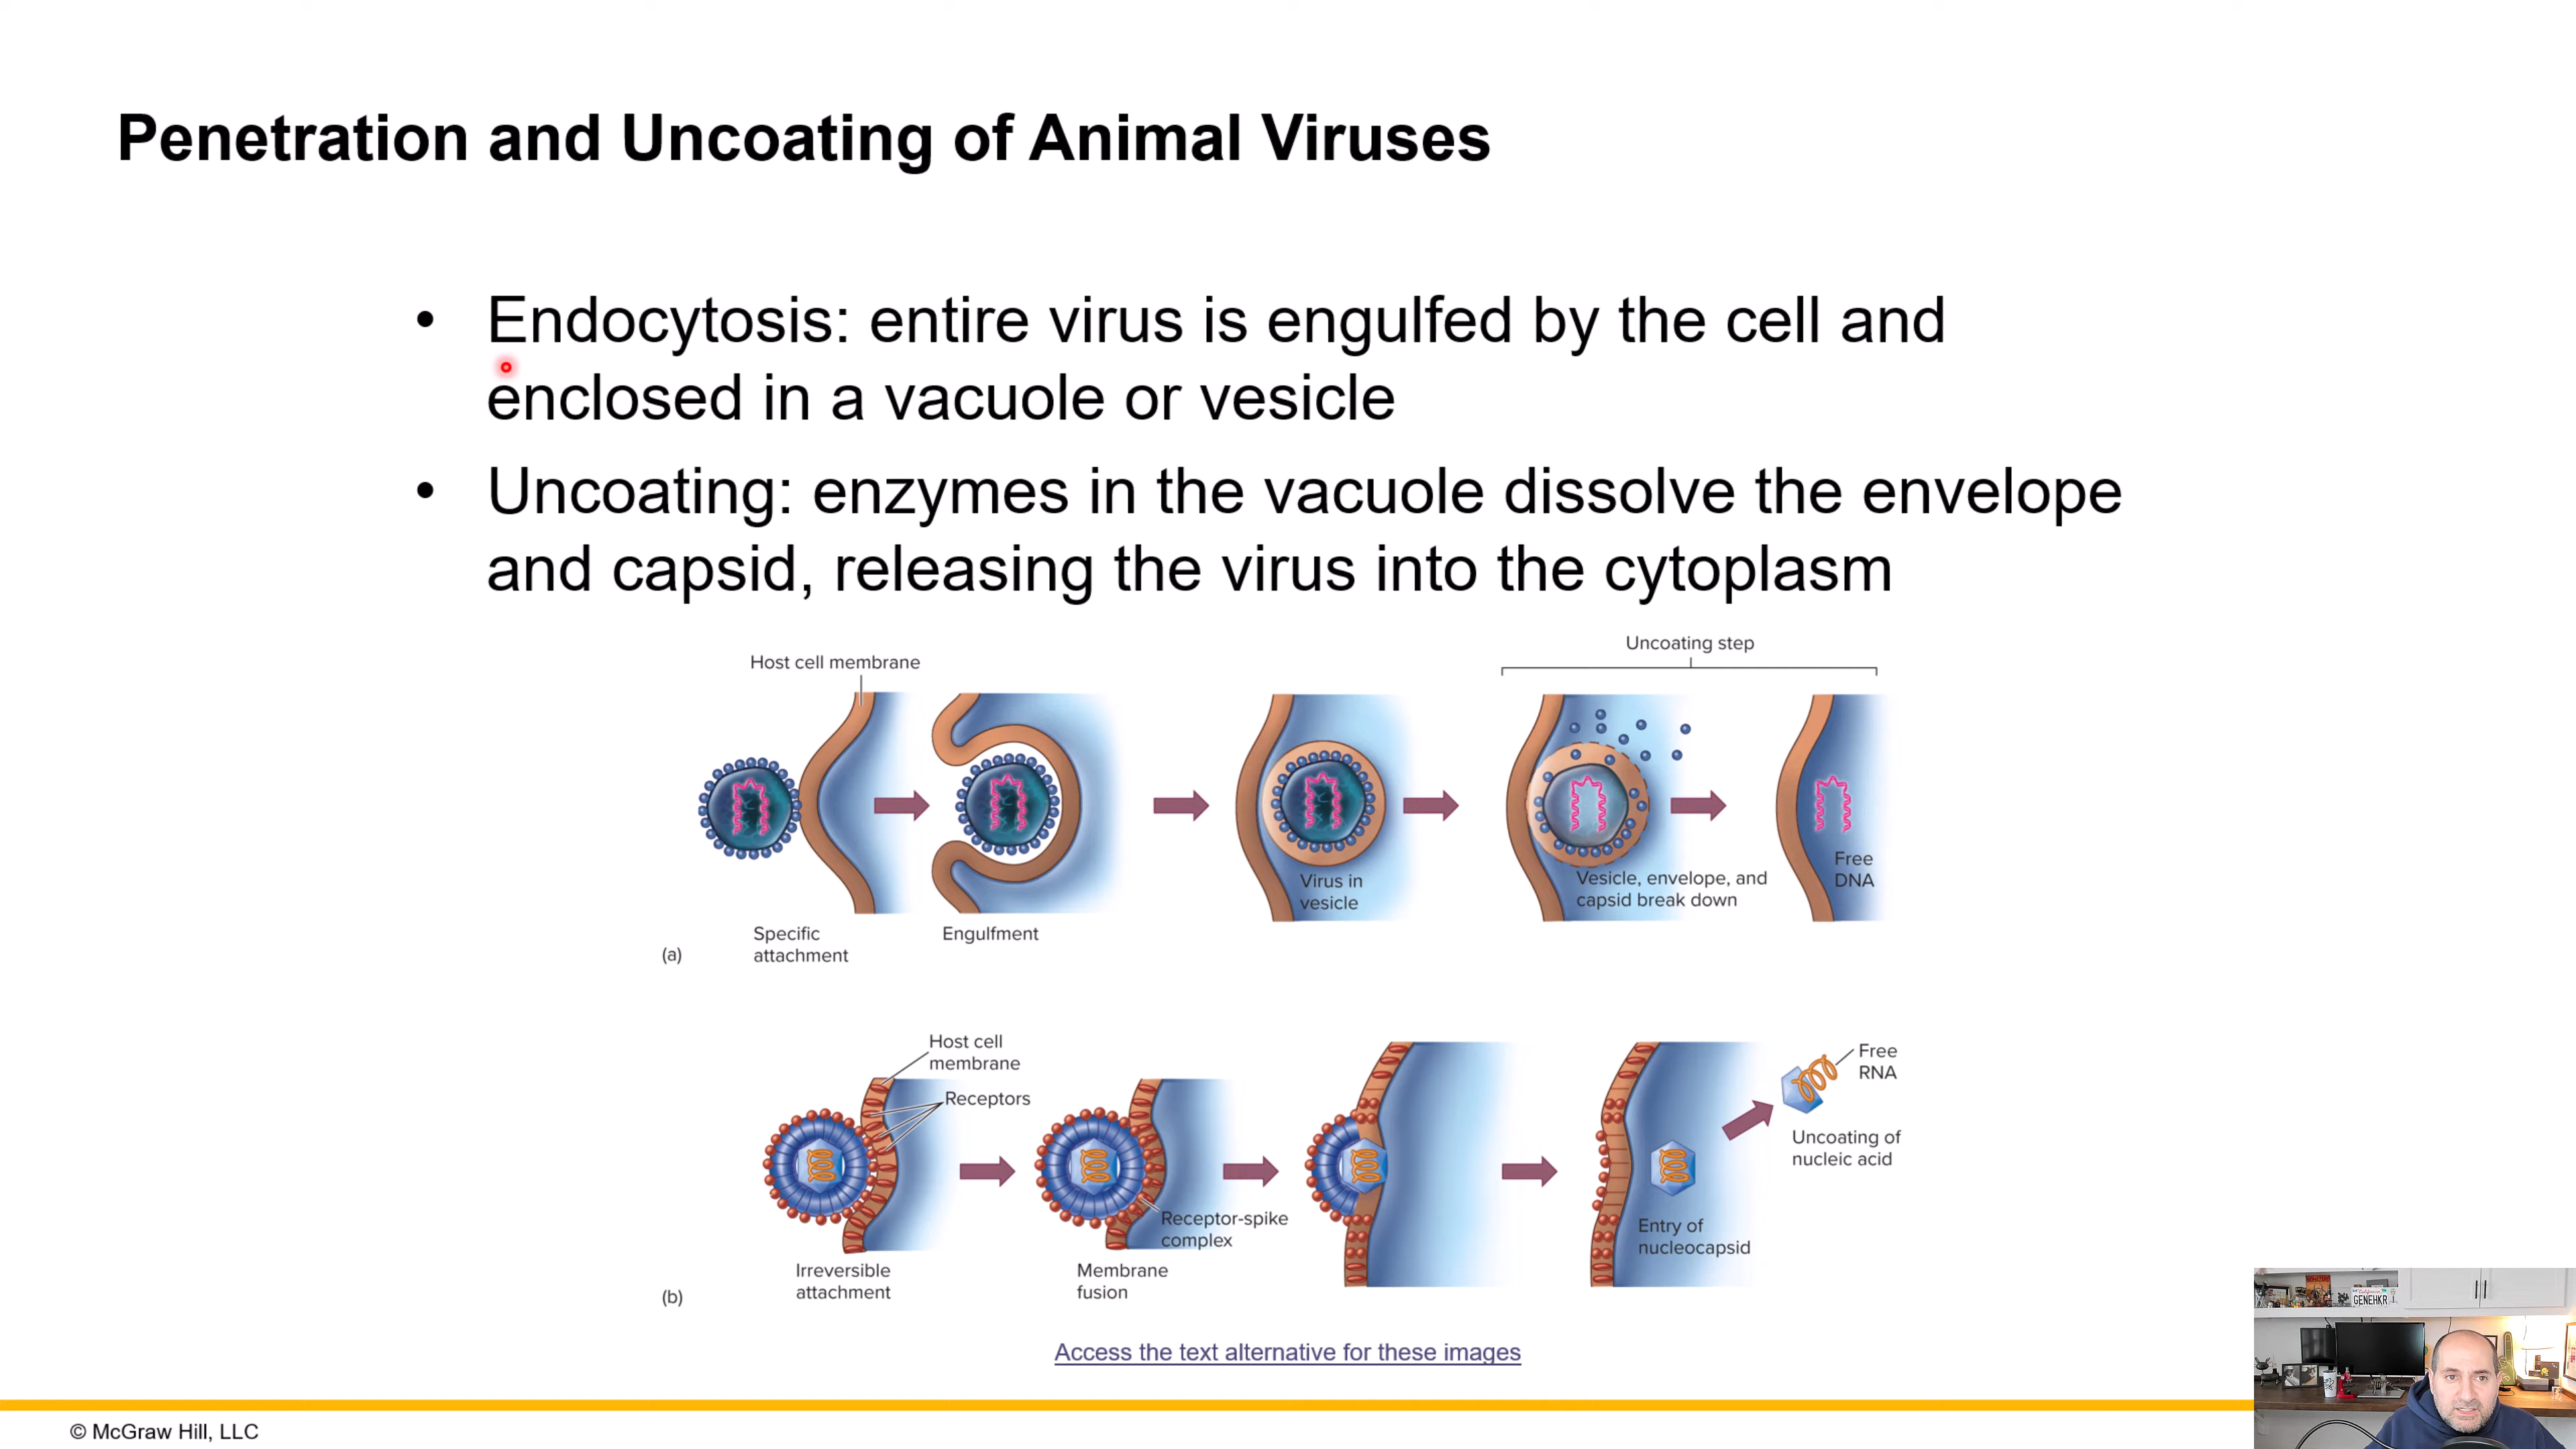 Penetration and Uncoating of Animal Viruses
• Endocytosis: entire virus is engulfed by the cell and
enclosed in a vacuole or vesicle
• Uncoating: enzymes in the vacuole dissolve the envelope
and capsid, releasing the virus into the cytoplasm
Host cell membrane
Uncoating step
Virus in
vesicle
Vesicle, envelope, and
capsid break down
Free
DNA
Specific
attachment
Engulfment
(a)
Host cell
membrane
Receptors
Receptor-spike
complex
Entry of
nucleocapsid
Free
RNA
Uncoating of
nucleic acid
Irreversible
attachment
Membrane
fusion
(b)
Access the text alternative for these images
© McGraw Hill, LLC
GENEHKR